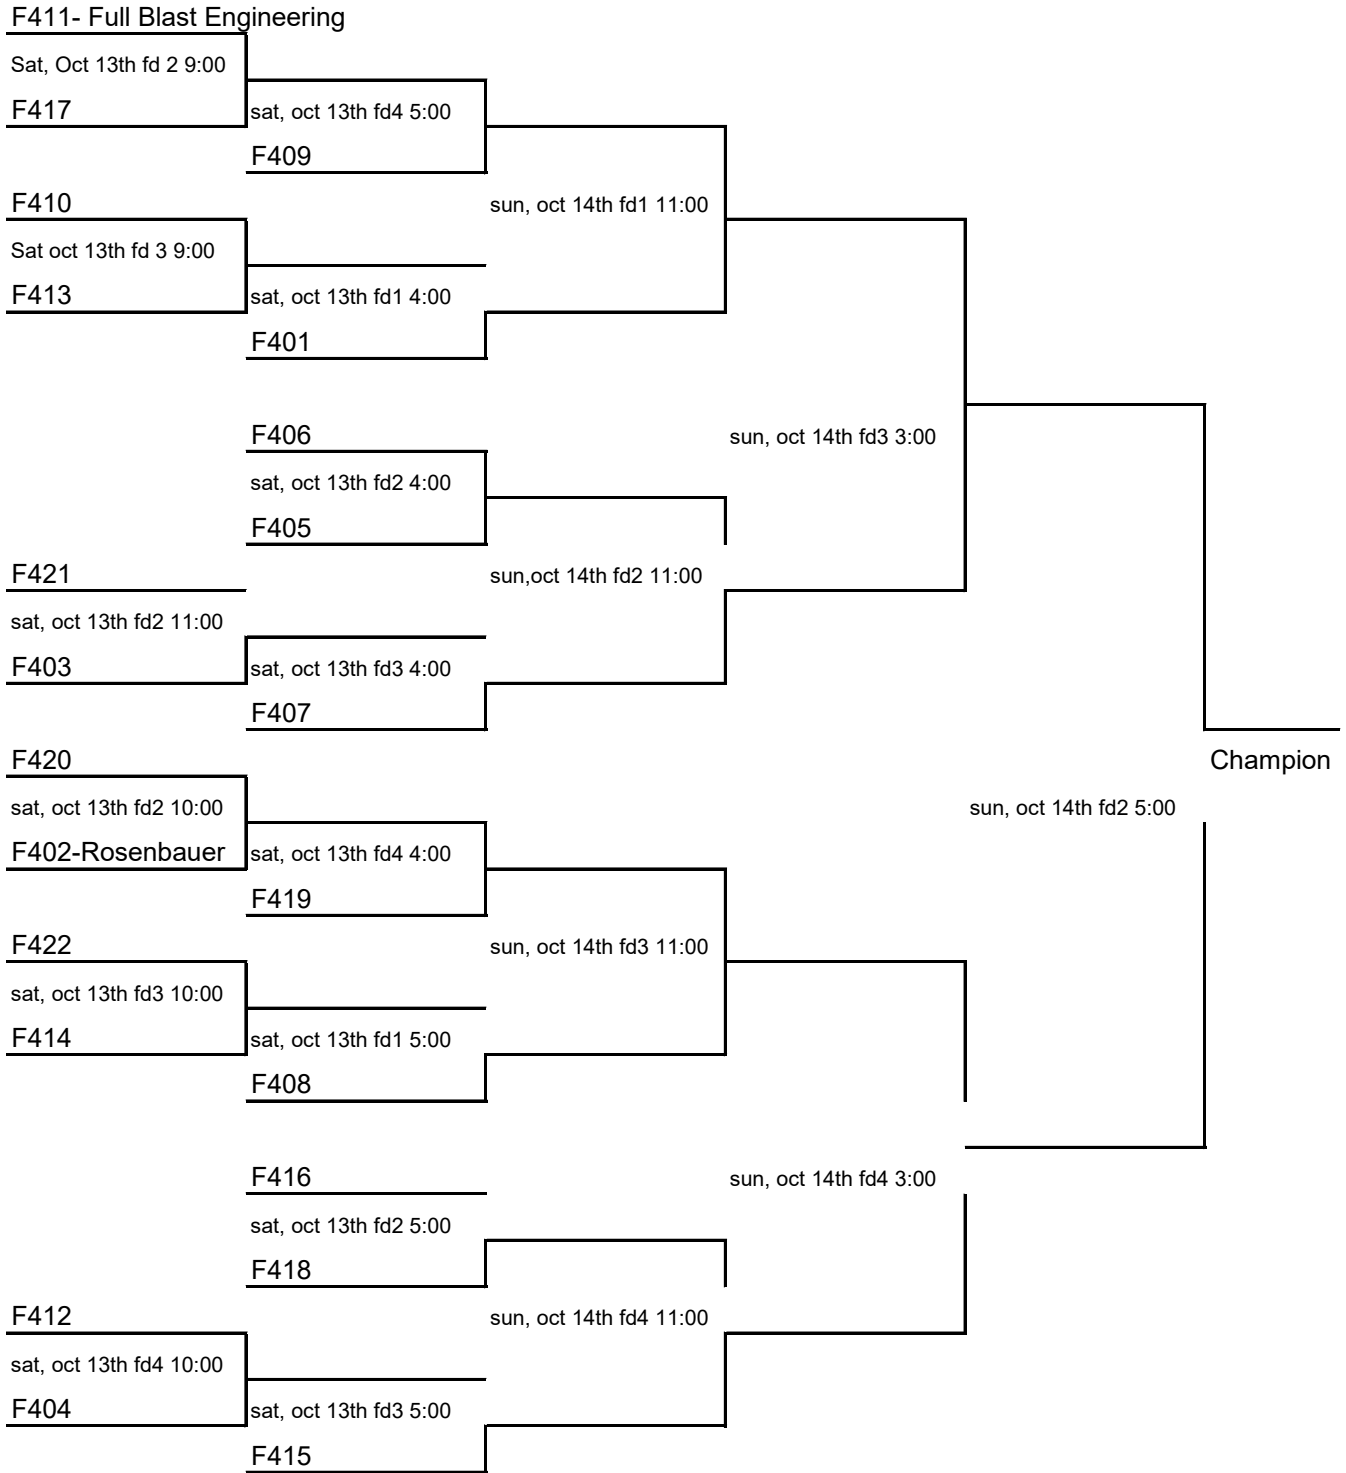 F411- Full Blast Engineering
Sat, Oct 13th fd 2 9:00
F417
sat, oct 13th fd4 5:00
F409
F410
sun, oct 14th fd1 11:00
Sat oct 13th fd 3 9:00
F413
sat, oct 13th fd1 4:00
F401
F406
sun, oct 14th fd3 3:00
sat, oct 13th fd2 4:00
F405
F421
sun,oct 14th fd2 11:00
sat, oct 13th fd2 11:00
F403
sat, oct 13th fd3 4:00
F407
F420
Champion
sat, oct 13th fd2 10:00
sun, oct 14th fd2 5:00
F402-Rosenbauer
sat, oct 13th fd4 4:00
F419
F422
sun, oct 14th fd3 11:00
sat, oct 13th fd3 10:00
F414
sat, oct 13th fd1 5:00
F408
F416
sun, oct 14th fd4 3:00
sat, oct 13th fd2 5:00
F418
F412
sun, oct 14th fd4 11:00
sat, oct 13th fd4 10:00
F404
sat, oct 13th fd3 5:00
F415